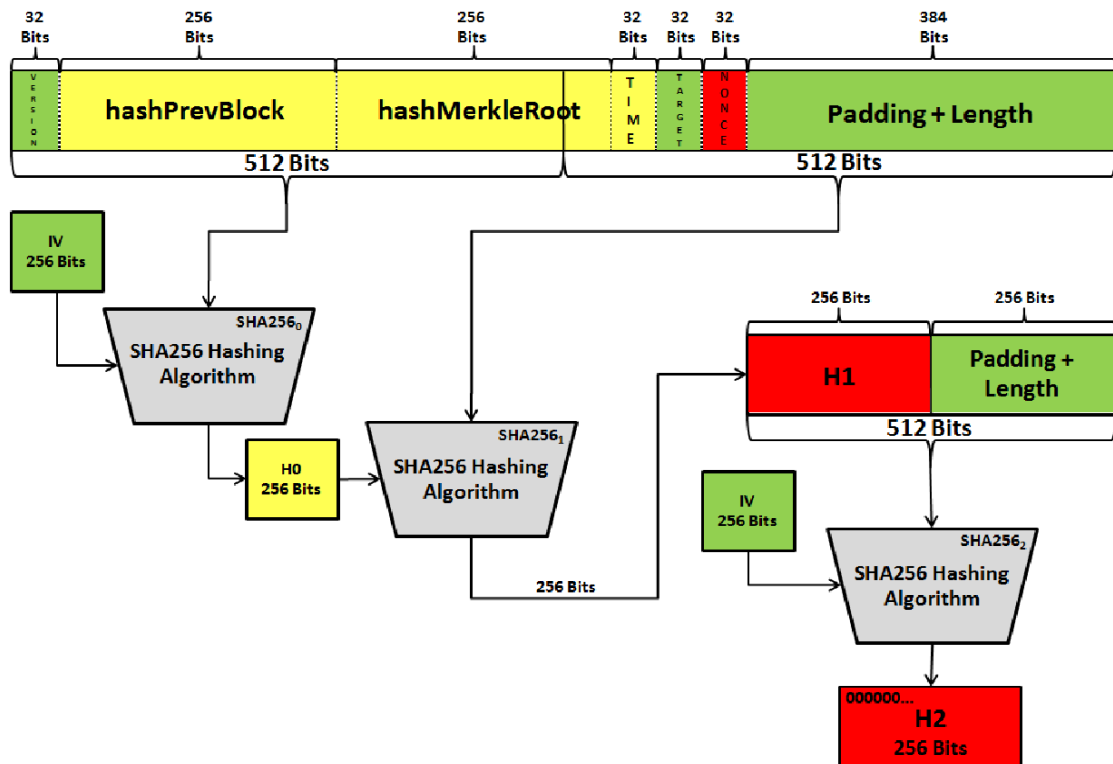 32 Bits
256 Bits
256 Bits
32 Bits
32 Bits
32 Bits
384 Bits
VERSION
hashPrevBlock
hashMerkleRoot
TIME
TARGET
NONCE
Padding + Length
512 Bits
512 Bits
IV
256 Bits
SHA256₀
SHA256 Hashing
Algorithm
256 Bits
256 Bits
H1
Padding +
Length
512 Bits
SHA256₁
SHA256 Hashing
Algorithm
H0
256 Bits
IV
256 Bits
SHA256₂
SHA256 Hashing
Algorithm
256 Bits
000000...
H2
256 Bits